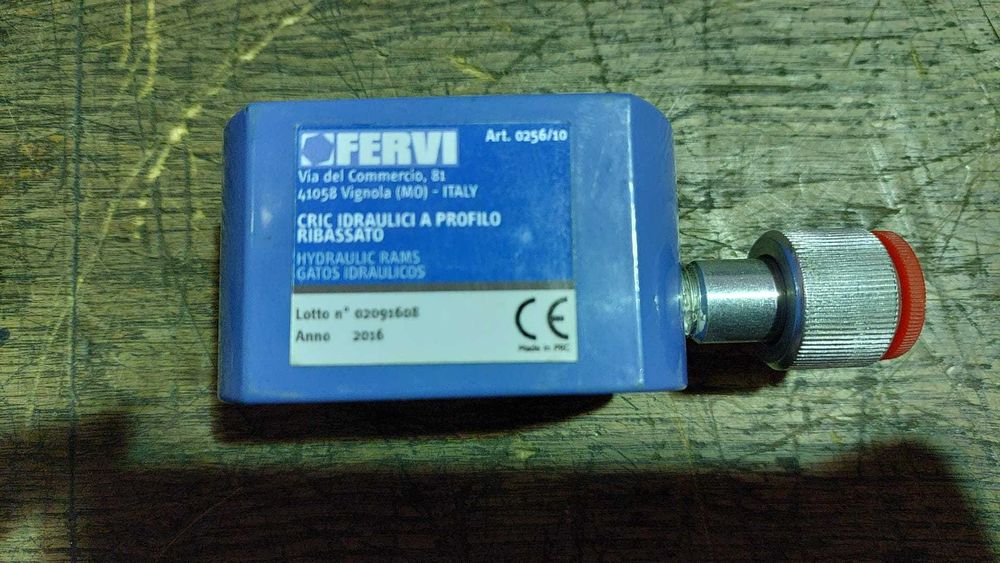 FERVI
Art. 0256/10
Via del Commercio, 81
41058 Vignola (MO) - ITALY
CRIC IDRAULICI A PROFILO
RIBASSATO
HYDRAULIC RAMS
GATOS IDRAULICOS
Lotto n° 02091608
Anno 2016
CE
Made in PRC